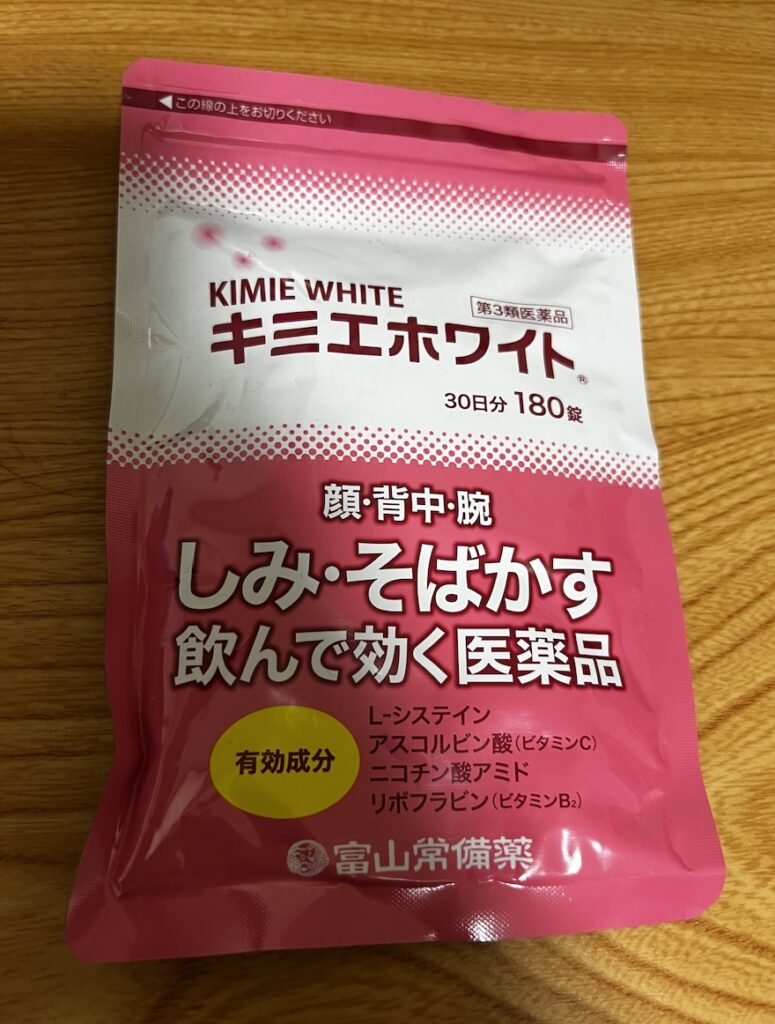 ◀この線の上をお切りください
KIMIE WHITE
第3類医薬品
キミエホワイト®
30日分 180錠
顔・背中・腕
しみ・そばかす
飲んで効く医薬品
有効成分
L-システイン
アスコルビン酸(ビタミンC)
ニコチン酸アミド
リボフラビン(ビタミンB₂)
富山常備薬